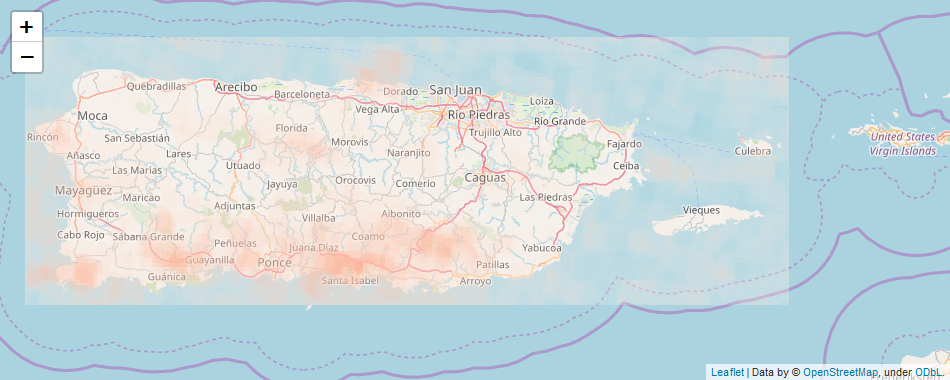 +
−
Quebradillas
Arecibo
Barceloneta
Dorado
San Juan
Loíza
Moca
Vega Alta
Río Piedras
Río Grande
Rincón
San Sebastián
Florida
Morovis
Trujillo Alto
Fajardo
United States
Virgin Islands
Añasco
Lares
Utuado
Naranjito
Culebra
Las Marías
Ceiba
Mayagüez
Maricao
Jayuya
Orocovis
Comerio
Caguas
Las Piedras
Hormigueros
Adjuntas
Villalba
Aibonito
Vieques
Cabo Rojo
Sábana Grande
Peñuelas
Juana Diaz
Coamo
Yabucoa
Guayanilla
Ponce
Patillas
Guánica
Santa Isabel
Arroyo
Leaflet | Data by © OpenStreetMap, under ODbL.